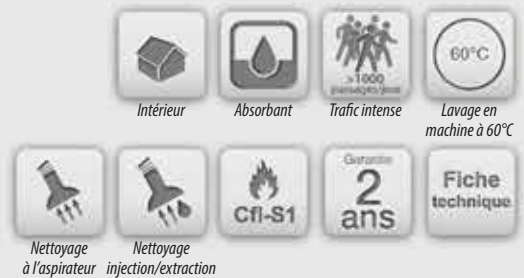 >1000
passages/jour
60°C
Intérieur
Absorbant
Trafic intense
Lavage en
machine à 60°C
Cfl-S1
Garantie
2
ans
Fiche
technique
Nettoyage
à l'aspirateur
Nettoyage
injection/extraction